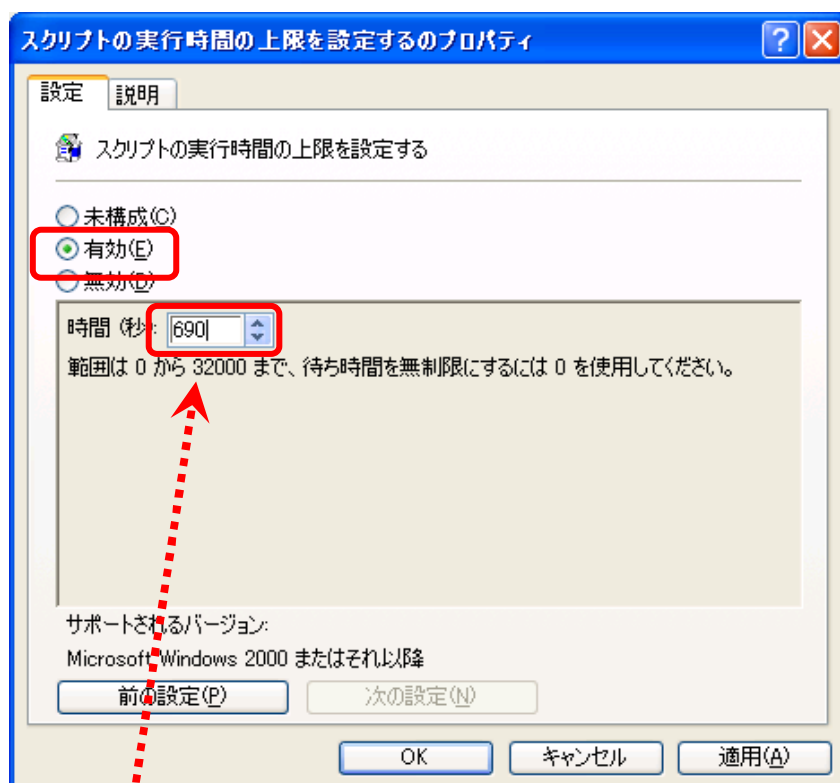 スクリプトの実行時間の上限を設定するのプロパティ
設定 説明
スクリプトの実行時間の上限を設定する
未構成(C)
有効(E)
無効(D)
時間 (秒): 690
範囲は 0 から 32000 まで、待ち時間を無制限にするには 0 を使用してください。
サポートされるバージョン:
Microsoft Windows 2000 またはそれ以降
前の設定(P) 次の設定(N)
OK キャンセル 適用(A)